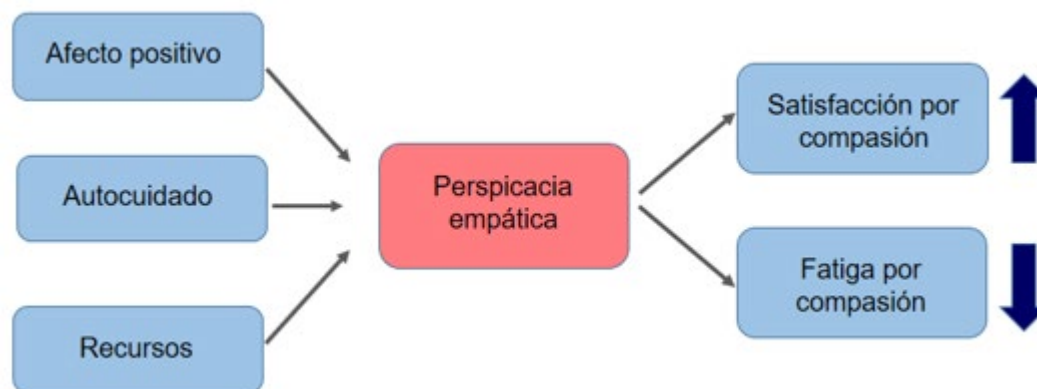 Afecto positivo
Autocuidado
Recursos
Perspicacia
empática
Satisfacción por
compasión
Fatiga por
compasión